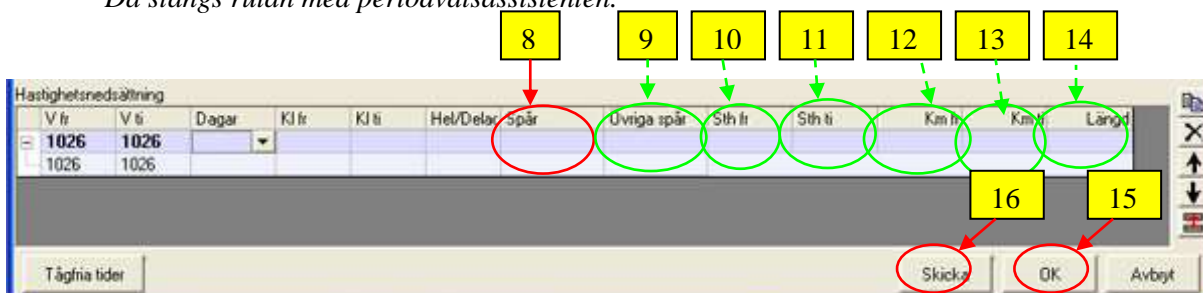 Då stängs rutan med periodvalsassistenten.
8 9 10 11 12 13 14
Hastighetsnedsättning
V fr V ti Dagar Kl fr Kl ti Hel/Delar Spår Övriga spår Sth fr Sth ti Km fr Km ti Längd
1026 1026
1026 1026
16 15
Tågfria tider Skicka OK Avbryt